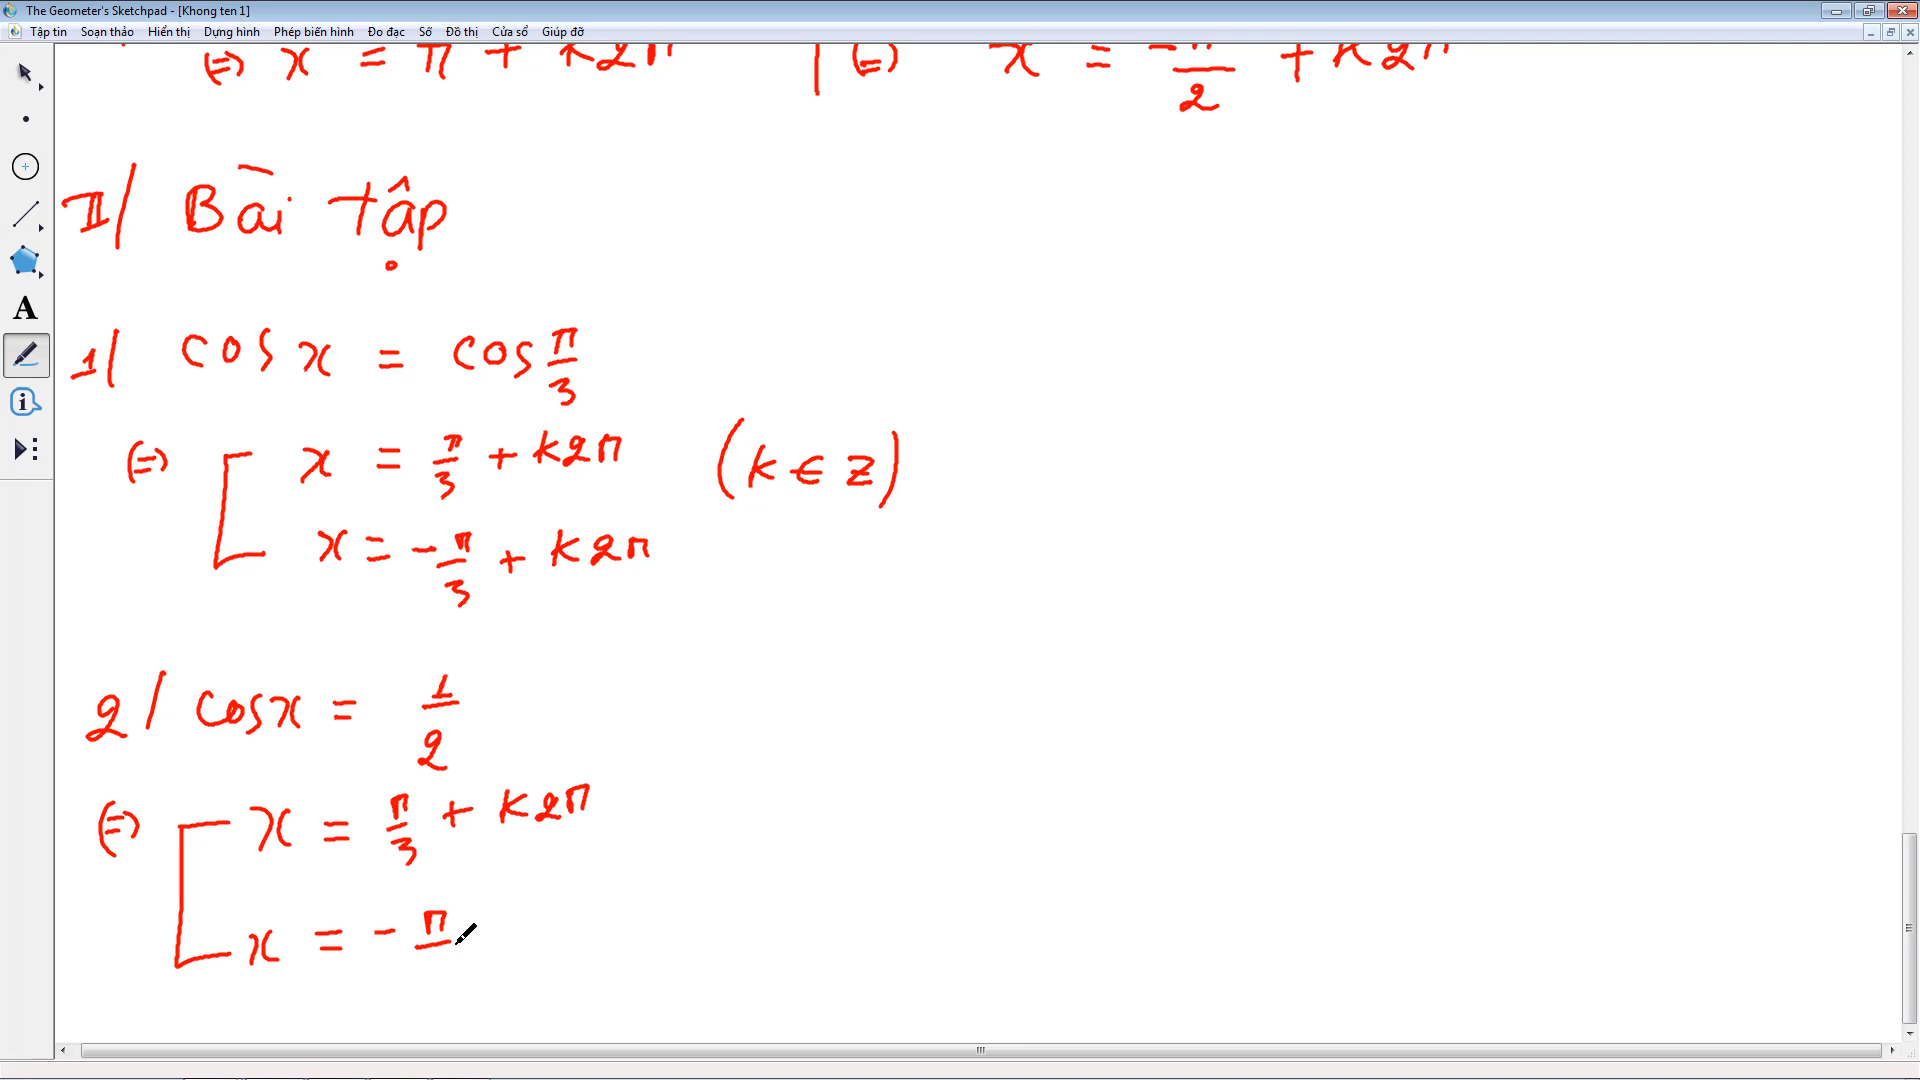 The Geometer's Sketchpad - [Khong ten 1]
Tập tin Soạn thảo Hiển thị Dựng hình Phép biến hình Đo đạc Số Đồ thị Cửa sổ Giúp đỡ
(=) x = π + k2π | (=) x = -π/2 + k2π
II/ Bài tập
1/ cos x = cos π/3
(=) [ x = π/3 + k2π (k ∈ Z)
x = -π/3 + k2π
2/ cosx = 1/2
(=) [ x = π/3 + k2π
x = - π
A